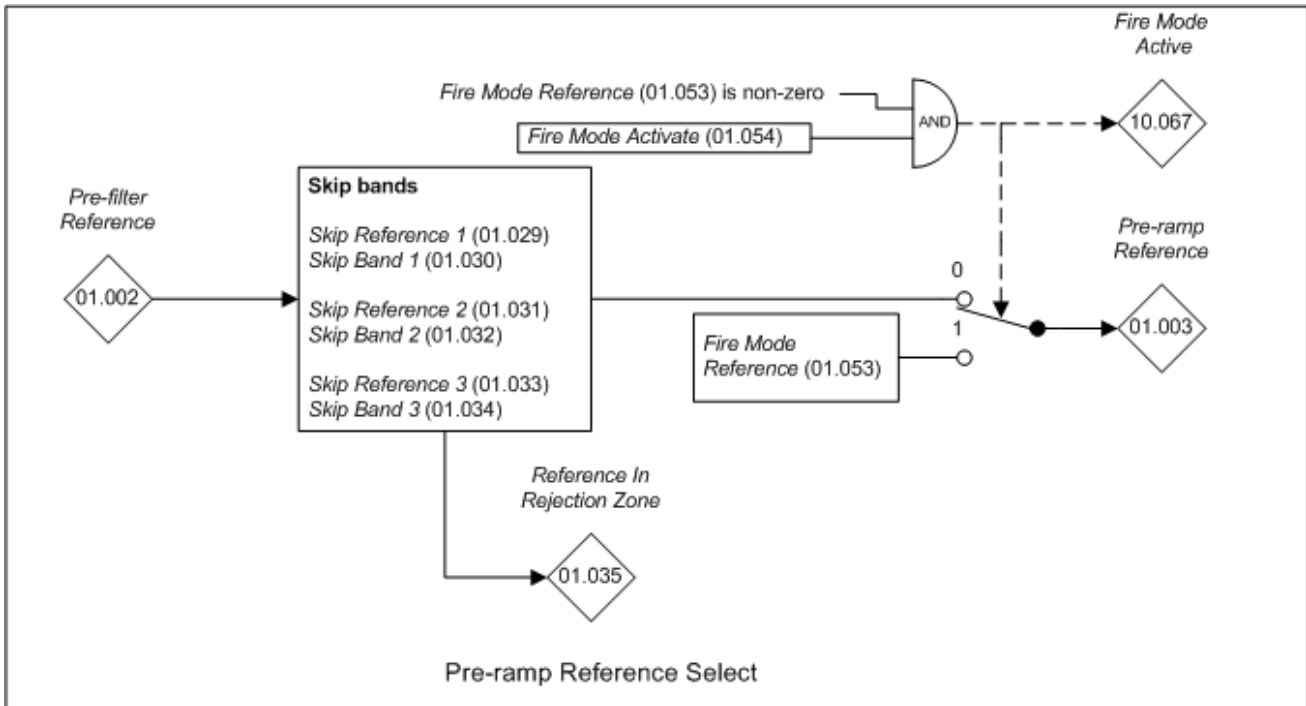 Fire Mode
Active
Fire Mode Reference (01.053) is non-zero
AND
10.067
Fire Mode Activate (01.054)
Pre-filter
Reference
01.002
Skip bands
Skip Reference 1 (01.029)
Skip Band 1 (01.030)
Skip Reference 2 (01.031)
Skip Band 2 (01.032)
Skip Reference 3 (01.033)
Skip Band 3 (01.034)
0
1
Fire Mode
Reference (01.053)
Pre-ramp
Reference
01.003
Reference In
Rejection Zone
01.035
Pre-ramp Reference Select